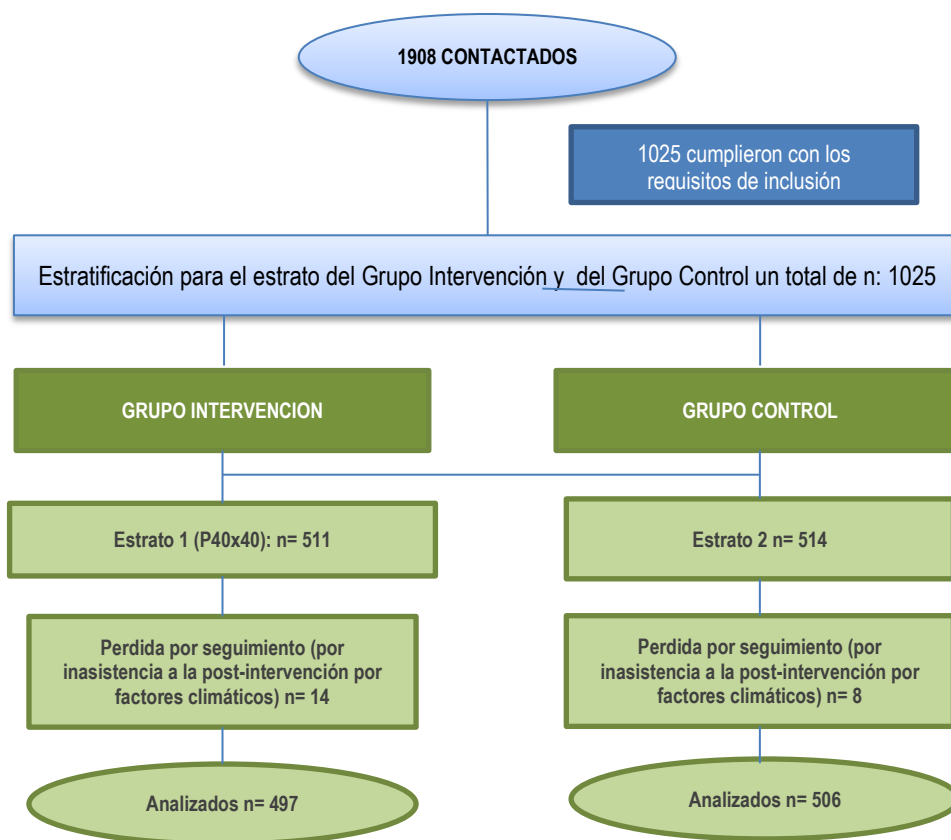 1908 CONTACTADOS
1025 cumplieron con los
requisitos de inclusión
Estratificación para el estrato del Grupo Intervención y del Grupo Control un total de n: 1025
GRUPO INTERVENCION
GRUPO CONTROL
Estrato 1 (P40x40): n= 511
Estrato 2 n= 514
Perdida por seguimiento (por
inasistencia a la post-intervención por
factores climáticos) n= 14
Perdida por seguimiento (por
inasistencia a la post-intervención por
factores climáticos) n= 8
Analizados n= 497
Analizados n= 506